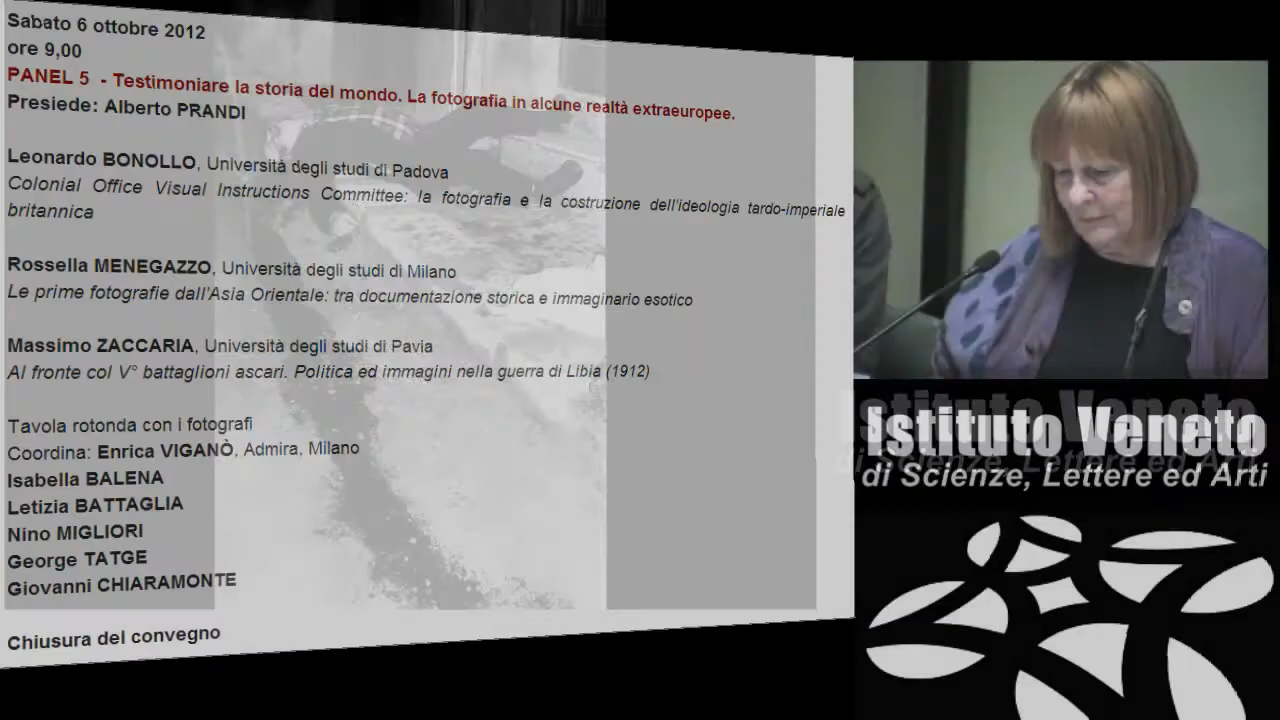 Sabato 6 ottobre 2012
ore 9,00
PANEL 5 - Testimoniare la storia del mondo. La fotografia in alcune realtà extraeuropee.
Presiede: Alberto PRANDI
Leonardo BONOLLO, Università degli studi di Padova
Colonial Office Visual Instructions Committee: la fotografia e la costruzione dell'ideologia tardo-imperiale
britannica
Rossella MENEGAZZO, Università degli studi di Milano
Le prime fotografie dall'Asia Orientale: tra documentazione storica e immaginario esotico
Massimo ZACCARIA, Università degli studi di Pavia
Al fronte col V° battaglioni ascari. Politica ed immagini nella guerra di Libia (1912)
Tavola rotonda con i fotografi
Coordina: Enrica VIGANÒ, Admira, Milano
Isabella BALENA
Letizia BATTAGLIA
Nino MIGLIORI
George TATGE
Giovanni CHIARAMONTE
Chiusura del convegno
Istituto Veneto
di Scienze, Lettere ed Arti